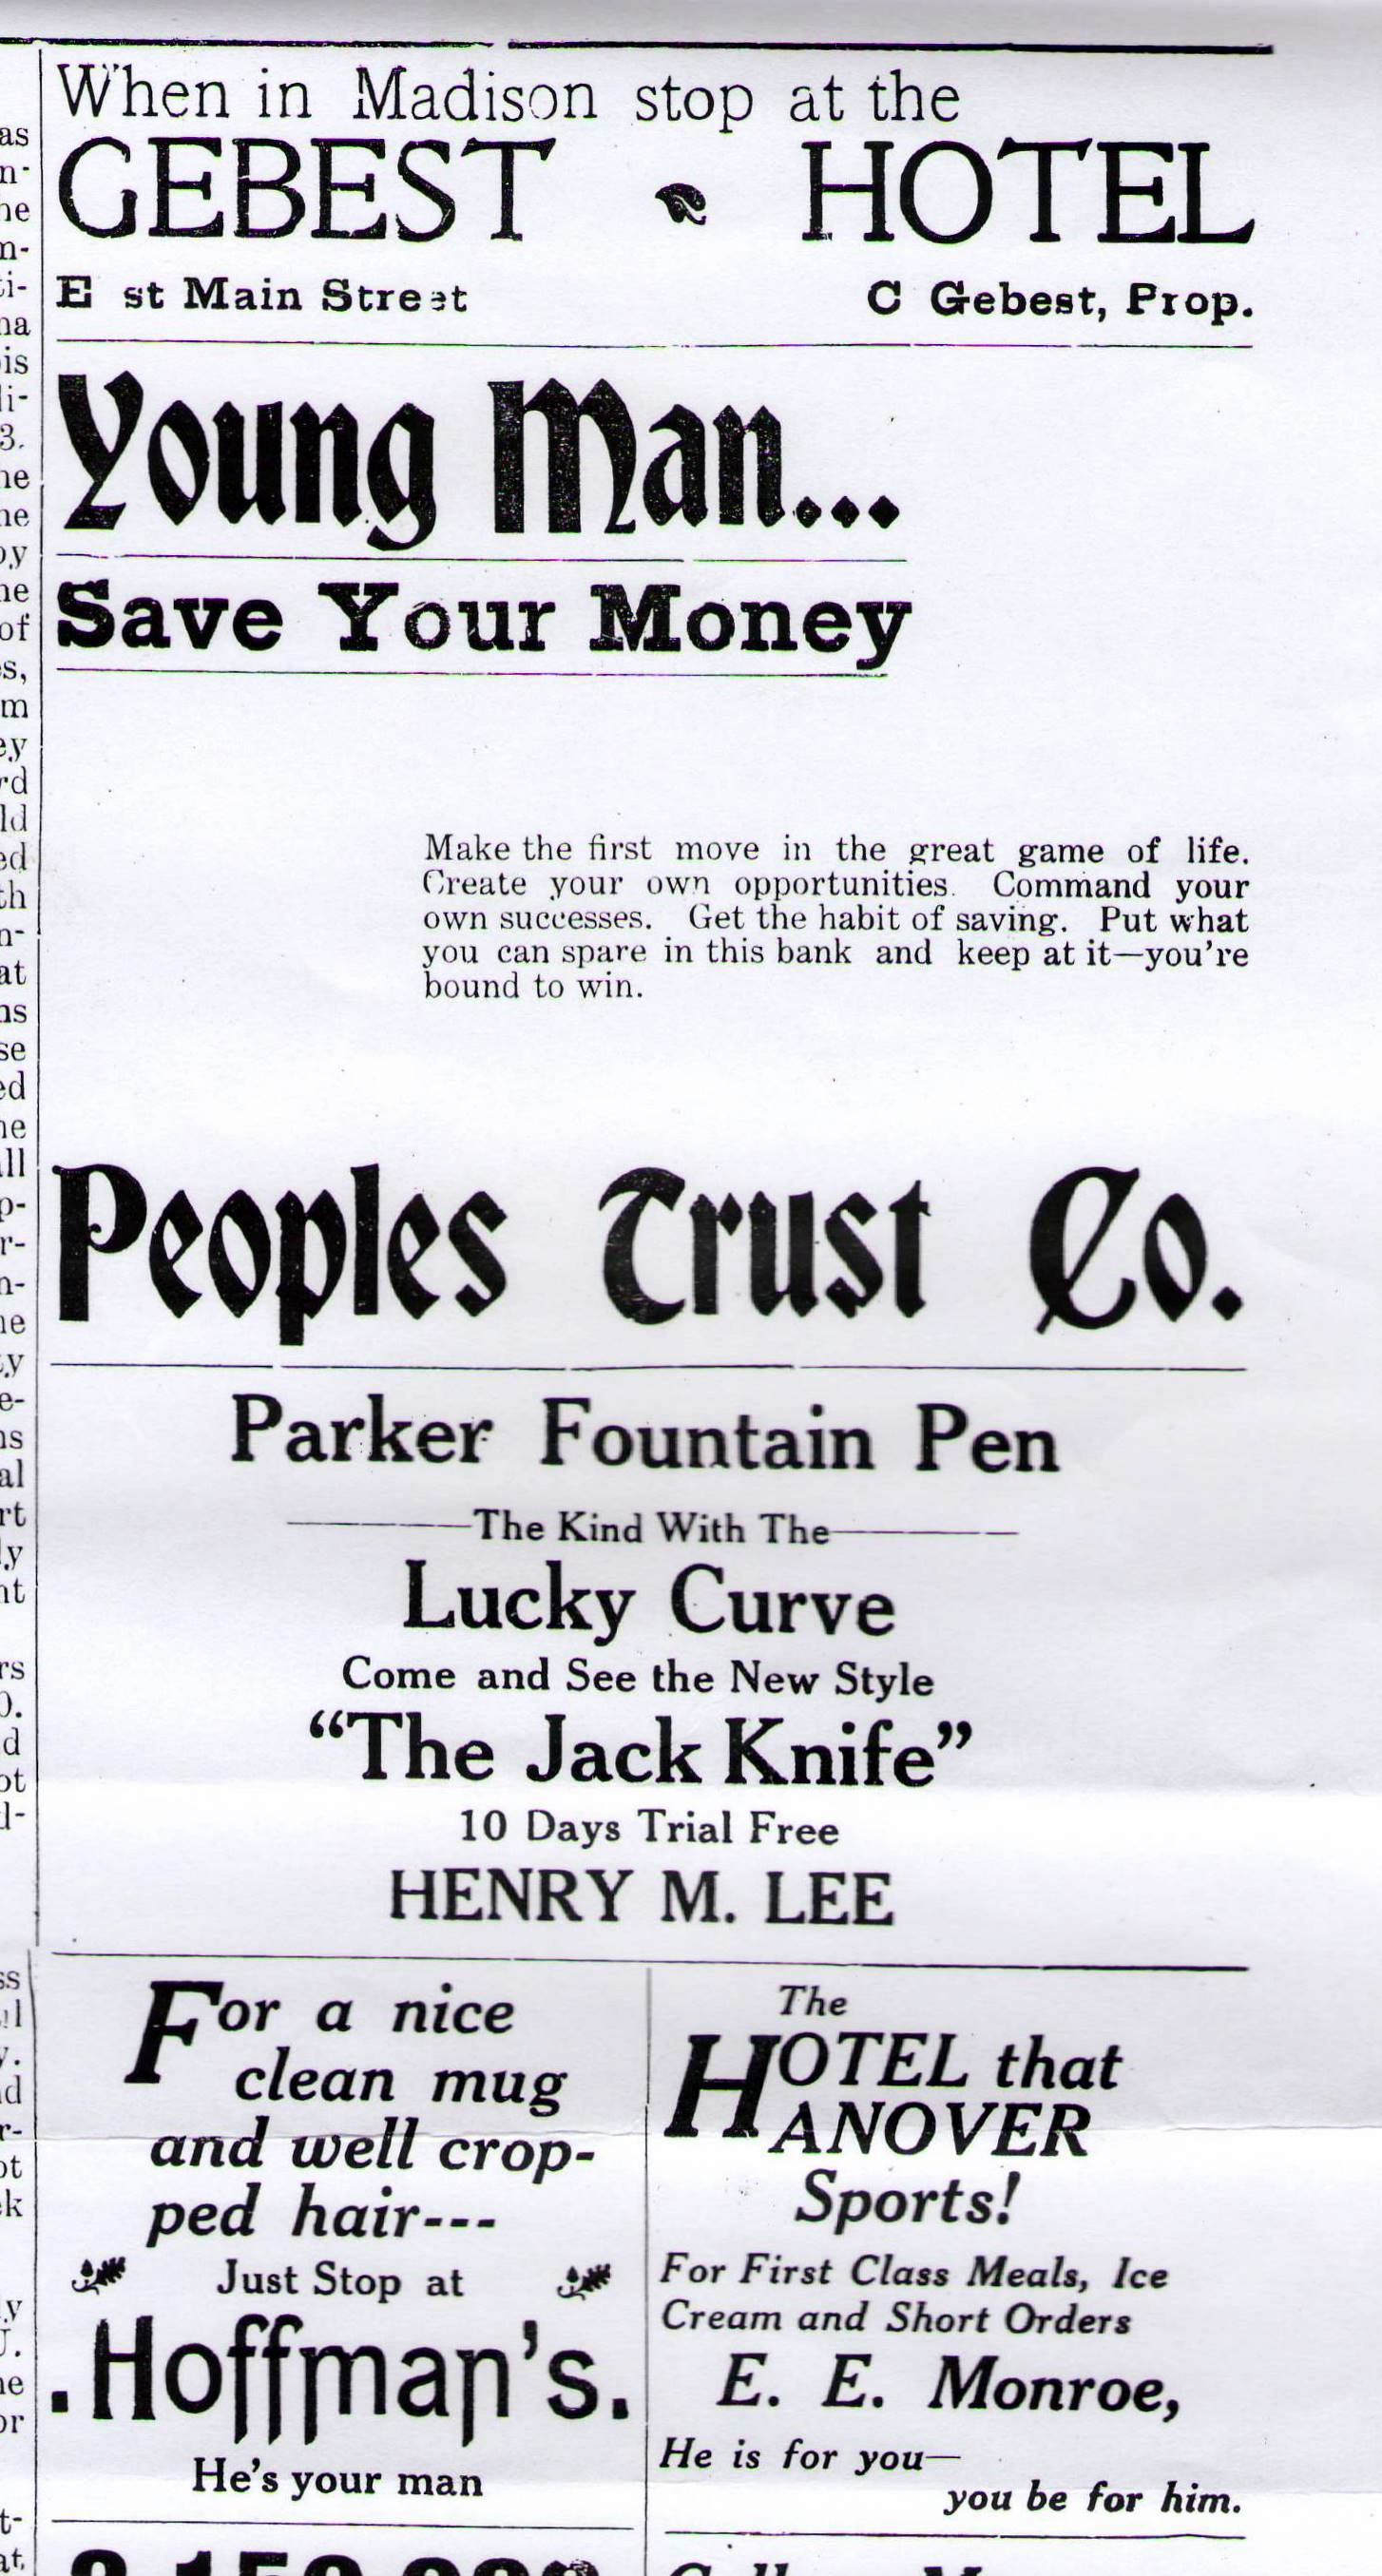 When in Madison stop at the
GEBEST HOTEL
E st Main Street
C Gebest, Prop.
Young Man...
Save Your Money
Make the first move in the great game of life.
Create your own opportunities. Command your
own successes. Get the habit of saving. Put what
you can spare in this bank and keep at it—you're
bound to win.
Peoples Trust Co.
Parker Fountain Pen
The Kind With The
Lucky Curve
Come and See the New Style
“The Jack Knife”
10 Days Trial Free
HENRY M. LEE
For a nice
clean mug
and well crop-
ped hair---
Just Stop at
.Hoffman's.
He's your man
The
HOTEL that
HANOVER
Sports!
For First Class Meals, Ice
Cream and Short Orders
E. E. Monroe,
He is for you—
you be for him.